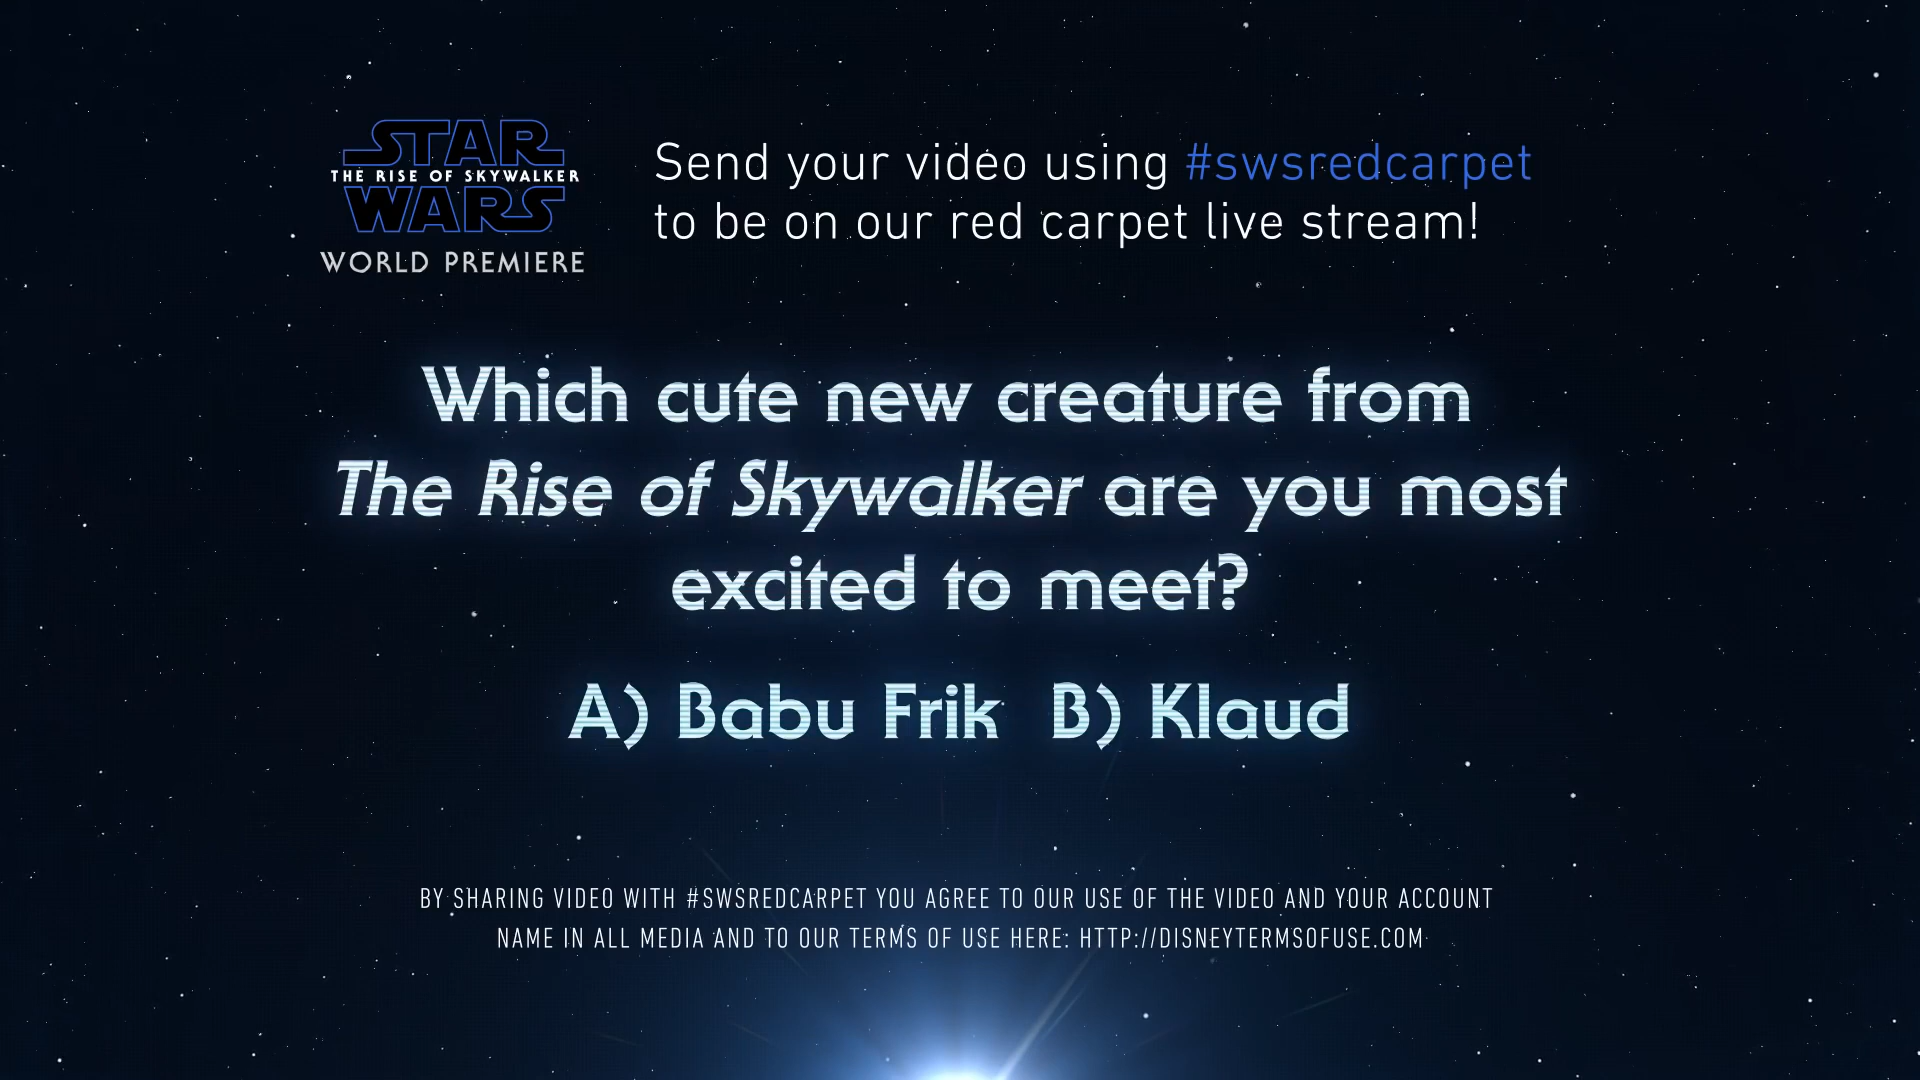 STAR
THE RISE OF SKYWALKER
WARS
WORLD PREMIERE
Send your video using #swsredcarpet
to be on our red carpet live stream!
Which cute new creature from
The Rise of Skywalker are you most
excited to meet?
A) Babu Frik B) Klaud
BY SHARING VIDEO WITH #SWSREDCARPET YOU AGREE TO OUR USE OF THE VIDEO AND YOUR ACCOUNT
NAME IN ALL MEDIA AND TO OUR TERMS OF USE HERE: HTTP://DISNEYTERMSOFUSE.COM